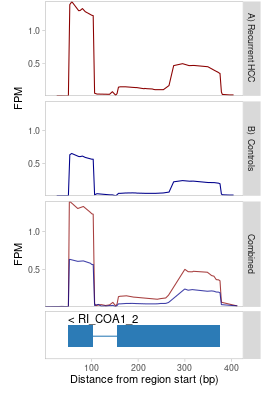 1.0
0.5
A) Recurrent HCC
FPM
1.0
0.5
B) Controls
1.0
0.5
FPM
Combined
< RI_COA1_2
0
100
200
300
400
Distance from region start (bp)